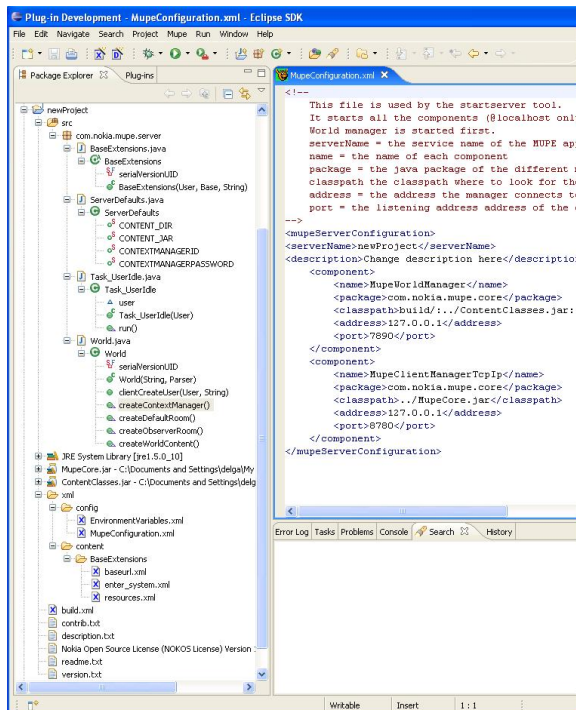 Plug-in Development - MupeConfiguration.xml - Eclipse SDK
File Edit Navigate Search Project Mupe Run Window Help
Package Explorer Plug-ins
newProject
src
com.nokia.mupe.server
BaseExtensions.java
BaseExtensions
serialVersionUID
BaseExtensions(User, Base, String)
ServerDefaults.java
ServerDefaults
CONTENT_DIR
CONTENT_JAR
CONTEXTMANAGERID
CONTEXTMANAGERPASSWORD
Task_UserIdle.java
Task_UserIdle
user
Task_UserIdle(User)
run()
World.java
World
serialVersionUID
World(String, Parser)
clientCreateUser(User, String)
createContextManager()
createDefaultRoom()
createObserverRoom()
createWorldContent()
JRE System Library [jre1.5.0_10]
MupeCore.jar - C:\Documents and Settings\delga\My
ContentClasses.jar - C:\Documents and Settings\delg
xml
config
EnvironmentVariables.xml
MupeConfiguration.xml
content
BaseExtensions
baseurl.xml
enter_system.xml
resources.xml
build.xml
contrib.txt
description.txt
Nokia Open Source License (NOKOS License) Version
readme.txt
version.txt
MupeConfiguration.xml
<!--
This file is used by the startserver tool.
It starts all the components (@localhost onl
World manager is started first.
serverName = the service name of the MUPE ap
name = the name of each component
package = the java package of the different
classpath the classpath where to look for the
address = the address the manager connects to
port = the listening address address of the
-->
<mupeServerConfiguration>
<serverName>newProject</serverName>
<description>Change description here</description
<component>
<name>MupeWorldManager</name>
<package>com.nokia.mupe.core</package>
<classpath>build/:../ContentClasses.jar:
<address>127.0.0.1</address>
<port>7890</port>
</component>
<component>
<name>MupeClientManagerTcpIp</name>
<package>com.nokia.mupe.core</package>
<classpath>../MupeCore.jar</classpath>
<address>127.0.0.1</address>
<port>8780</port>
</component>
</mupeServerConfiguration>
Error Log Tasks Problems Console Search History
Writable Insert 1 : 1